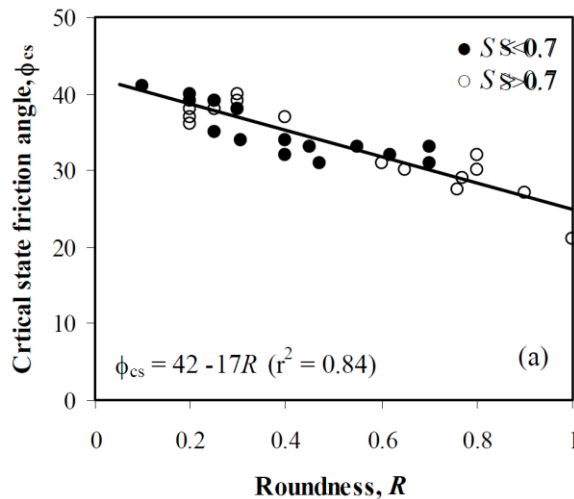 50
40
30
20
10
0
Crtical state friction angle, ϕcs
● S<0.7
○ S>0.7
ϕcs = 42 -17R (r² = 0.84)
(a)
0 0.2 0.4 0.6 0.8 1
Roundness, R